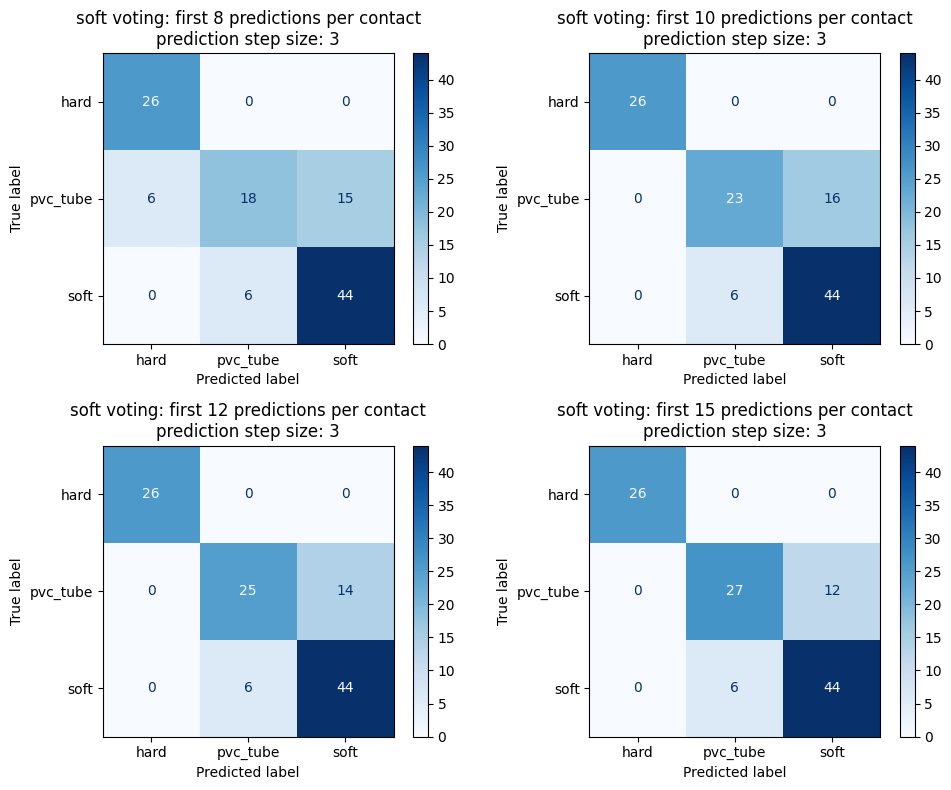 soft voting: first 8 predictions per contact
prediction step size: 3
hard
pvc_tube
soft
True label
26 0 0
6 18 15
0 6 44
hard pvc_tube soft
Predicted label
40
35
30
25
20
15
10
5
0
soft voting: first 10 predictions per contact
prediction step size: 3
hard
pvc_tube
soft
True label
26 0 0
0 23 16
0 6 44
hard pvc_tube soft
Predicted label
40
35
30
25
20
15
10
5
0
soft voting: first 12 predictions per contact
prediction step size: 3
hard
pvc_tube
soft
True label
26 0 0
0 25 14
0 6 44
hard pvc_tube soft
Predicted label
40
35
30
25
20
15
10
5
0
soft voting: first 15 predictions per contact
prediction step size: 3
hard
pvc_tube
soft
True label
26 0 0
0 27 12
0 6 44
hard pvc_tube soft
Predicted label
40
35
30
25
20
15
10
5
0